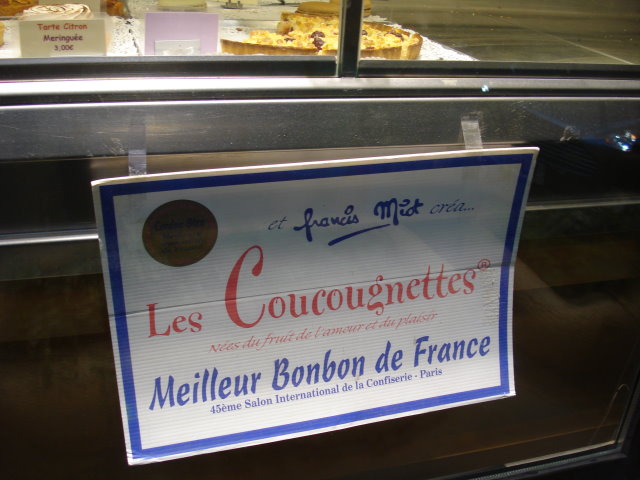 Tarte Citron
Meringuée
3,00€
et francis Miot créa...
Les Coucougnettes®
Nées du fruit de l'amour et du plaisir
Meilleur Bonbon de France
45ème Salon International de la Confiserie - Paris